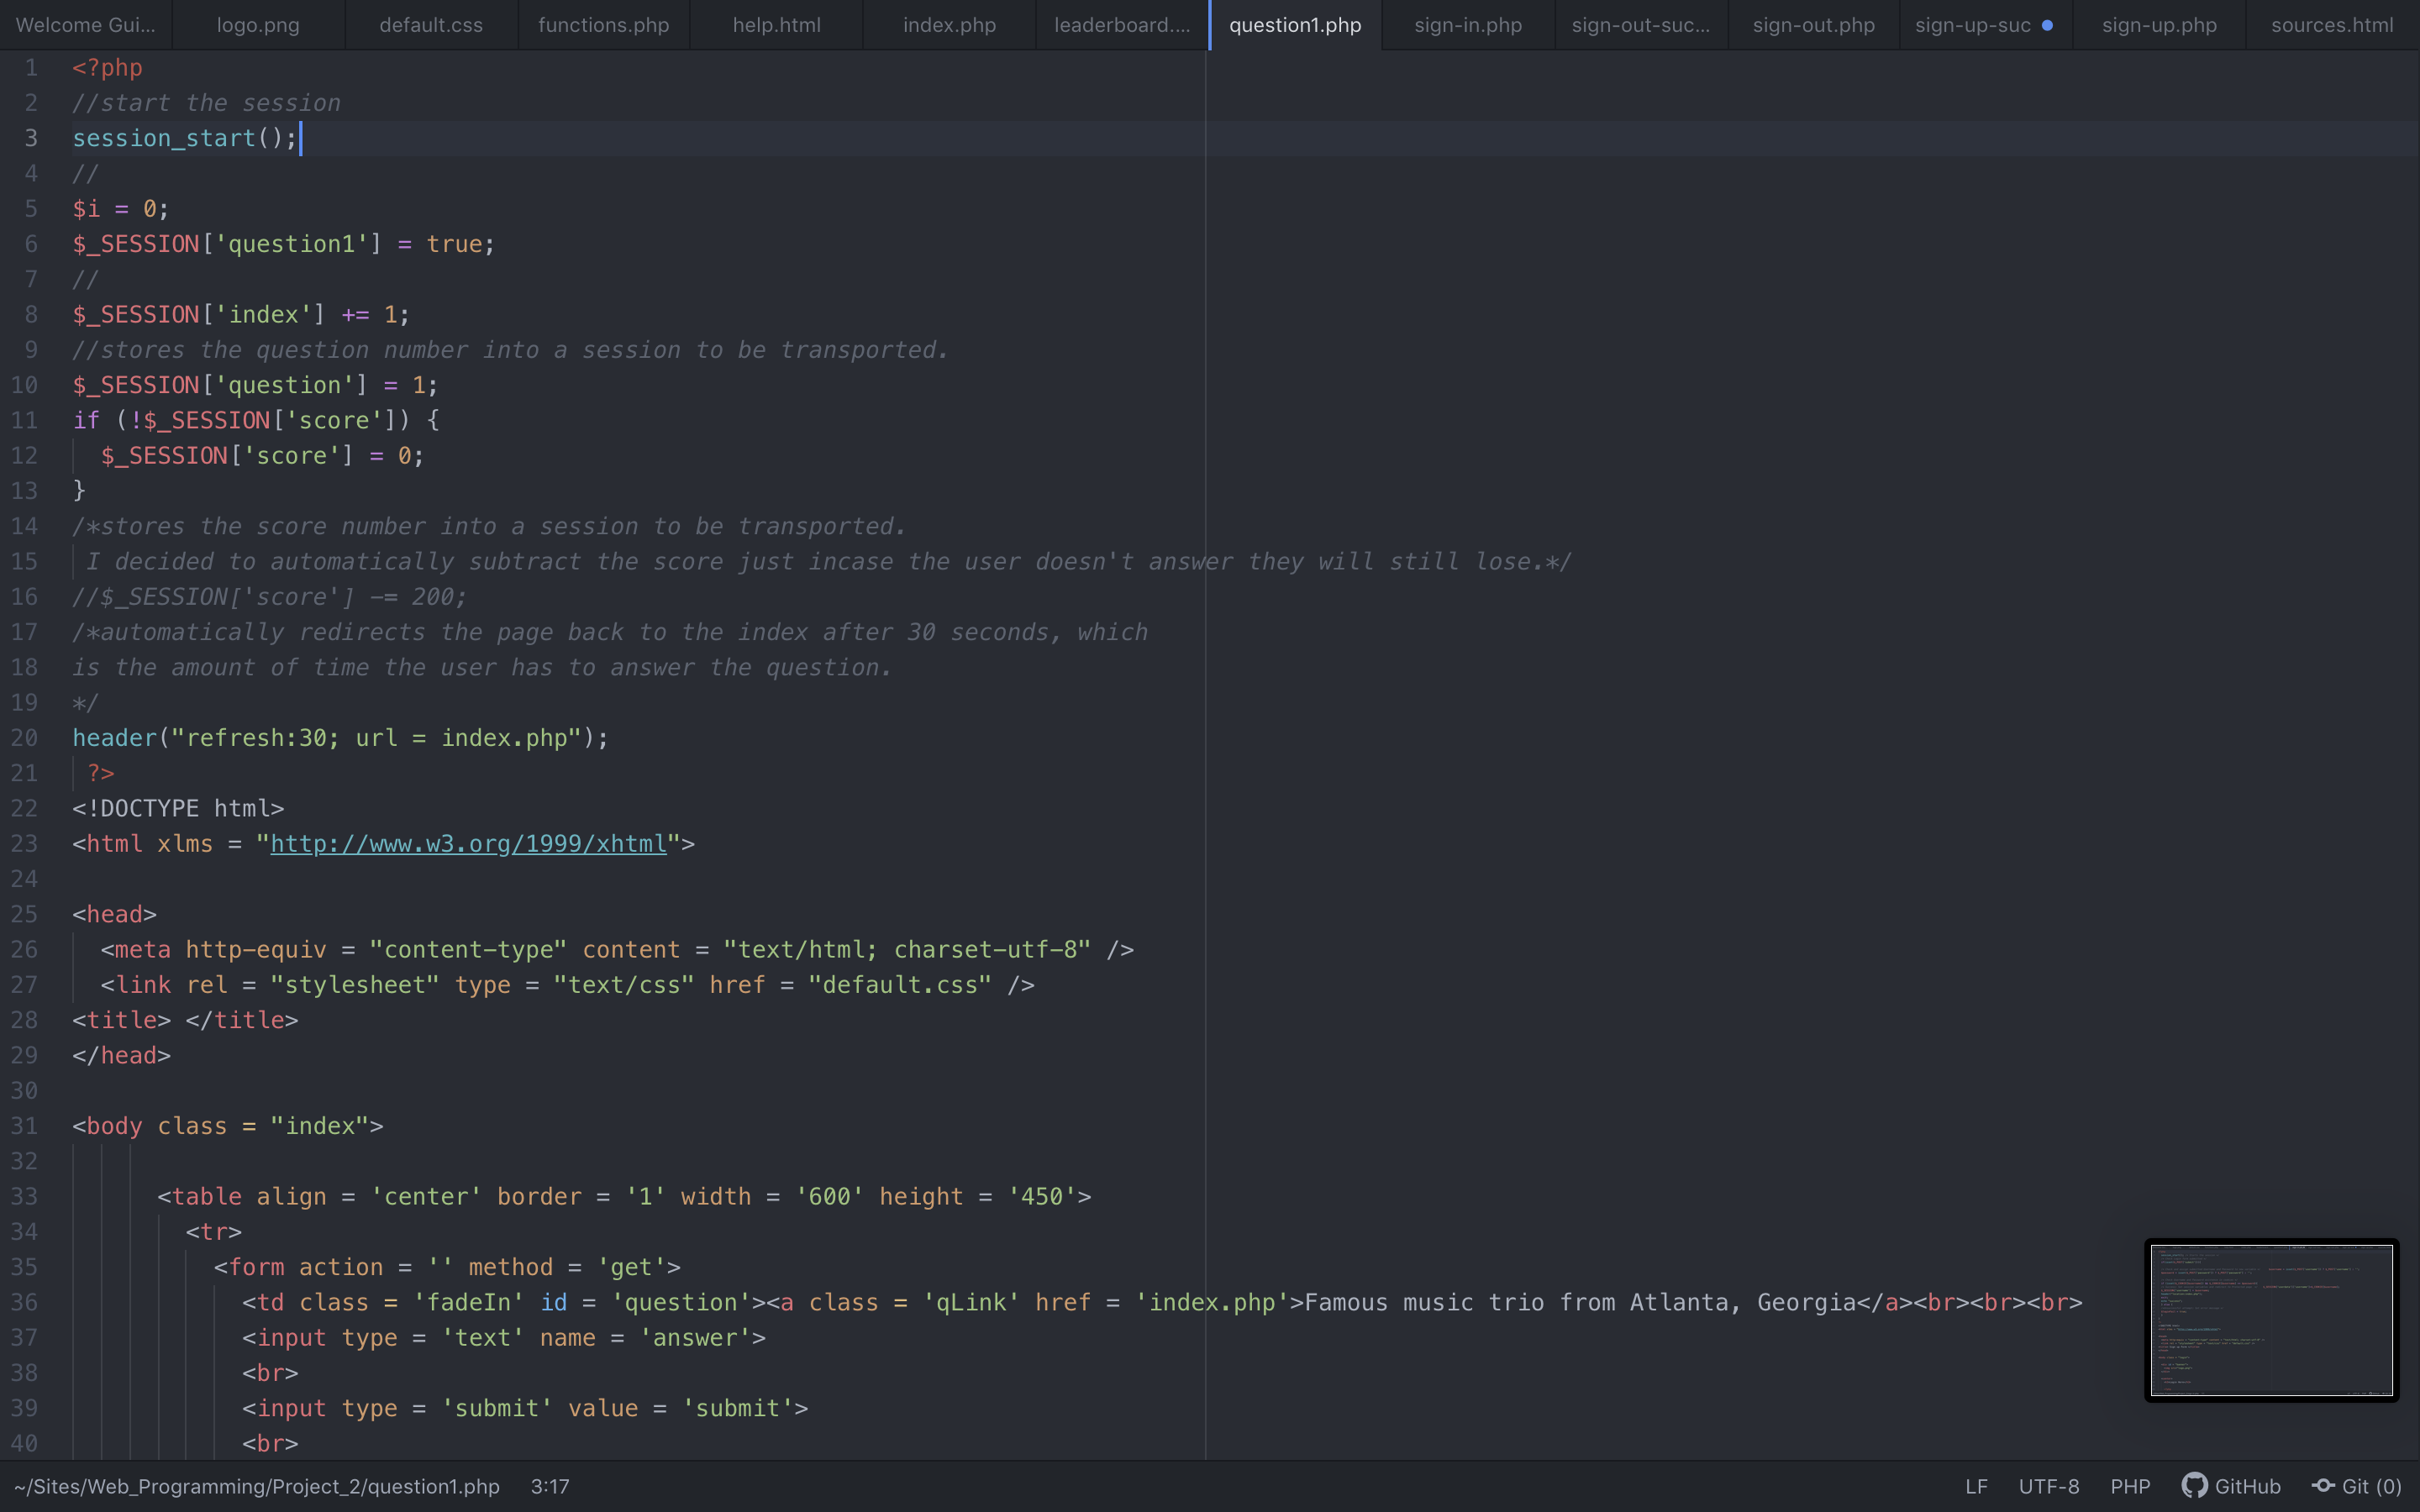 Welcome Gui... logo.png default.css functions.php help.html index.php leaderboard.... question1.php sign-in.php sign-out-suc... sign-out.php sign-up-suc sign-up.php sources.html
1 <?php
2 //start the session
3 session_start();
4 //
5 $i = 0;
6 $_SESSION['question1'] = true;
7 //
8 $_SESSION['index'] += 1;
9 //stores the question number into a session to be transported.
10 $_SESSION['question'] = 1;
11 if (!$_SESSION['score']) {
12   $_SESSION['score'] = 0;
13 }
14 /*stores the score number into a session to be transported.
15  I decided to automatically subtract the score just incase the user doesn't answer they will still lose.*/
16 //$_SESSION['score'] -= 200;
17 /*automatically redirects the page back to the index after 30 seconds, which
18 is the amount of time the user has to answer the question.
19 */
20 header("refresh:30; url = index.php");
21  ?>
22 <!DOCTYPE html>
23 <html xlms = "http://www.w3.org/1999/xhtml">
24
25 <head>
26   <meta http-equiv = "content-type" content = "text/html; charset-utf-8" />
27   <link rel = "stylesheet" type = "text/css" href = "default.css" />
28 <title> </title>
29 </head>
30
31 <body class = "index">
32
33       <table align = 'center' border = '1' width = '600' height = '450'>
34         <tr>
35           <form action = '' method = 'get'>
36             <td class = 'fadeIn' id = 'question'><a class = 'qLink' href = 'index.php'>Famous music trio from Atlanta, Georgia</a><br><br><br>
37             <input type = 'text' name = 'answer'>
38             <br>
39             <input type = 'submit' value = 'submit'>
40             <br>
~/Sites/Web_Programming/Project_2/question1.php 3:17 LF UTF-8 PHP GitHub Git (0)